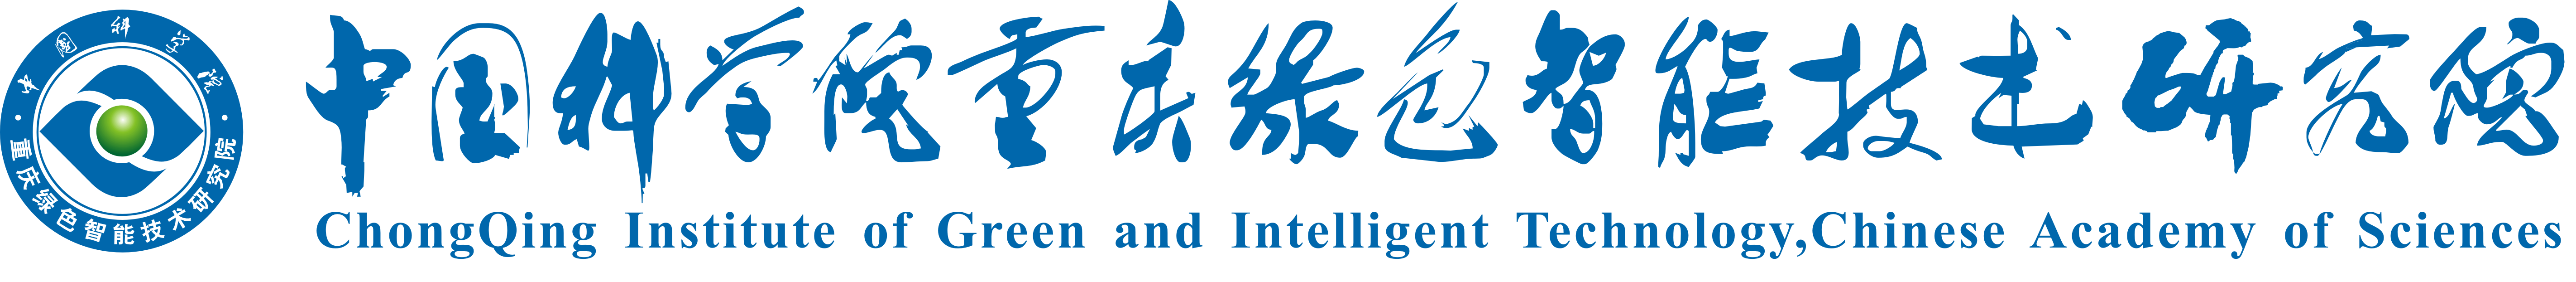 中国科学院
重庆绿色智能技术研究院
中国科学院重庆绿色智能技术研究院
ChongQing Institute of Green and Intelligent Technology,Chinese Academy of Sciences